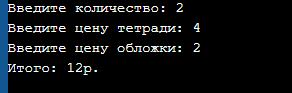 Введите количество: 2
Введите цену тетради: 4
Введите цену обложки: 2
Итого: 12р.